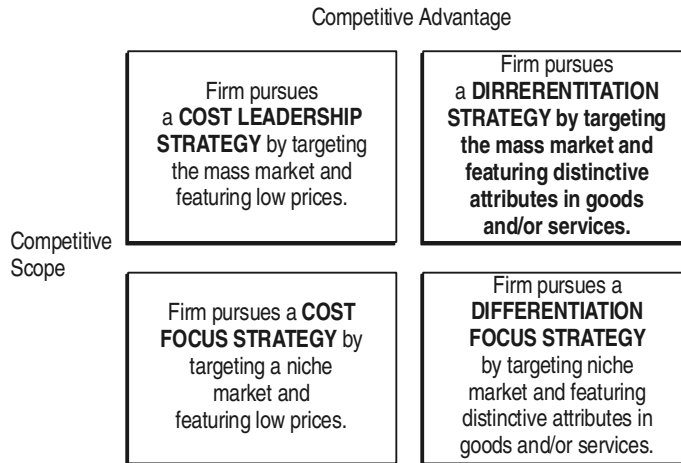 Competitive Advantage
Firm pursues
a COST LEADERSHIP
STRATEGY by targeting
the mass market and
featuring low prices.
Firm pursues
a DIRRERENTITATION
STRATEGY by targeting
the mass market and
featuring distinctive
attributes in goods
and/or services.
Competitive
Scope
Firm pursues a COST
FOCUS STRATEGY by
targeting a niche
market and
featuring low prices.
Firm pursues a
DIFFERENTIATION
FOCUS STRATEGY
by targeting niche
market and featuring
distinctive attributes in
goods and/or services.